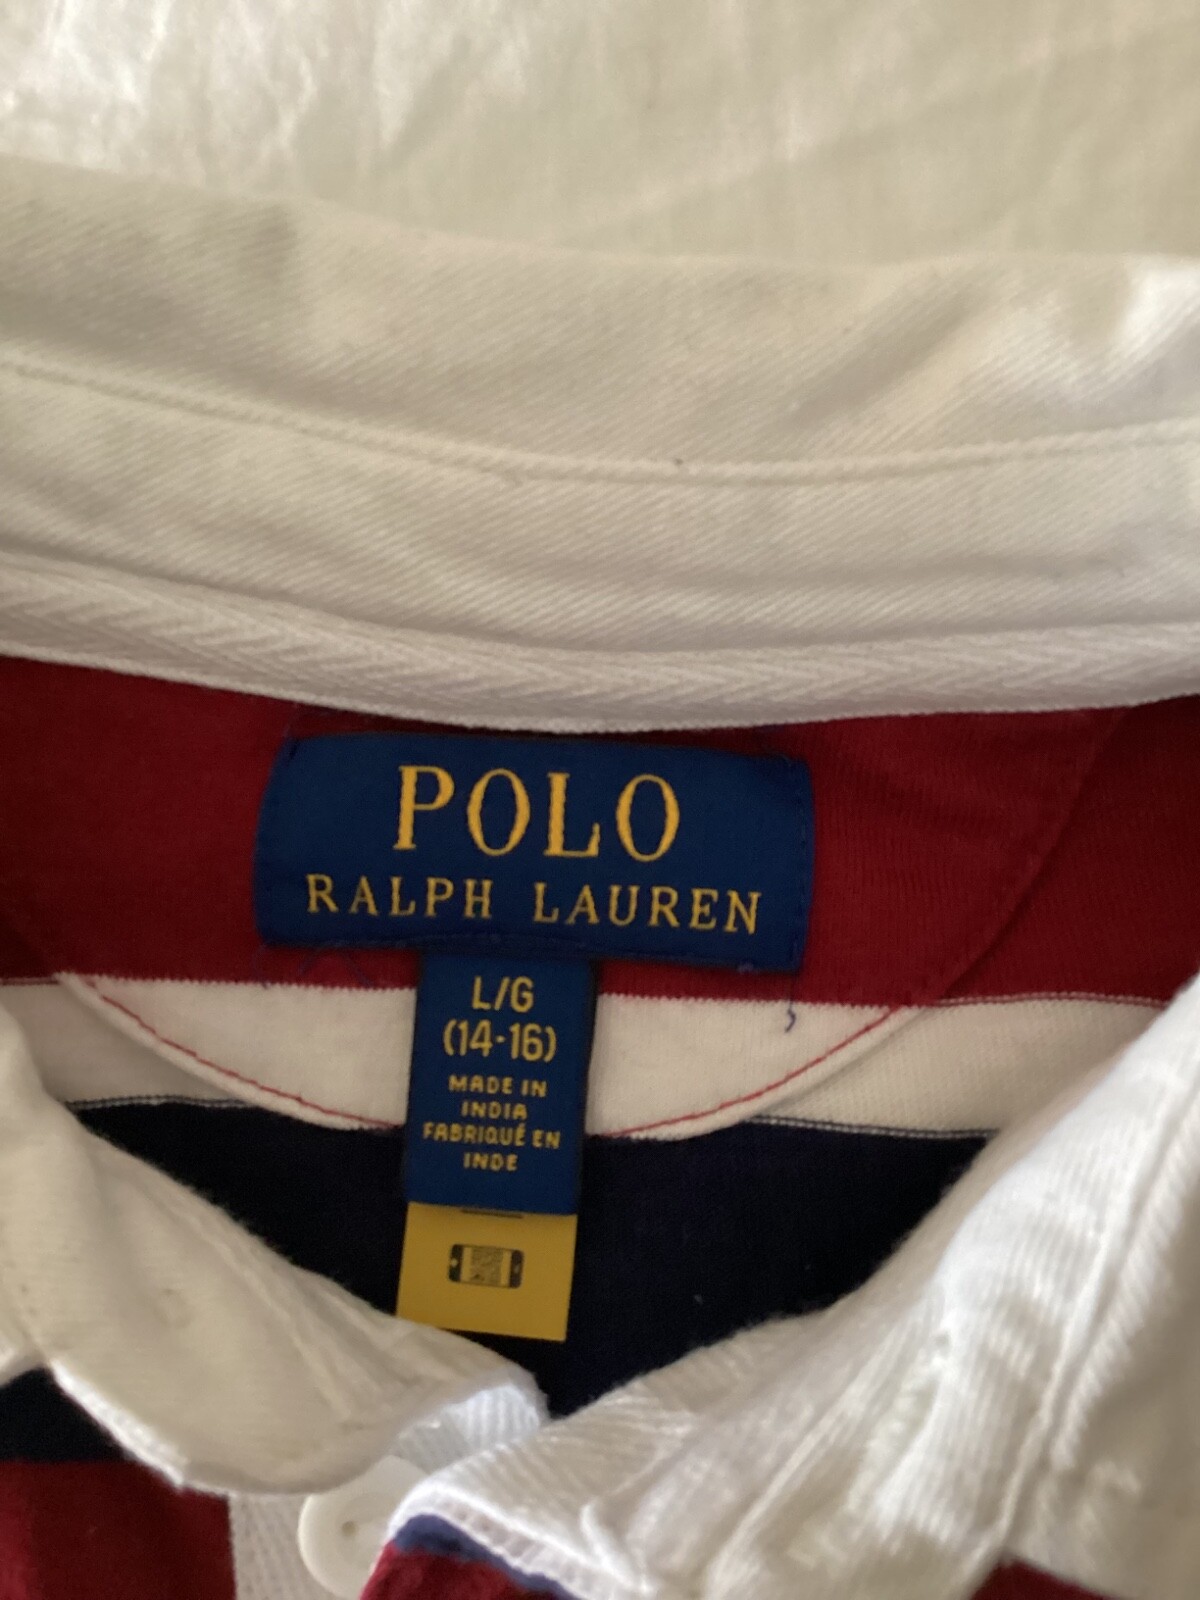 POLO
RALPH LAUREN
L/G
(14-16)
MADE IN
INDIA
FABRIQUÉ EN
INDE